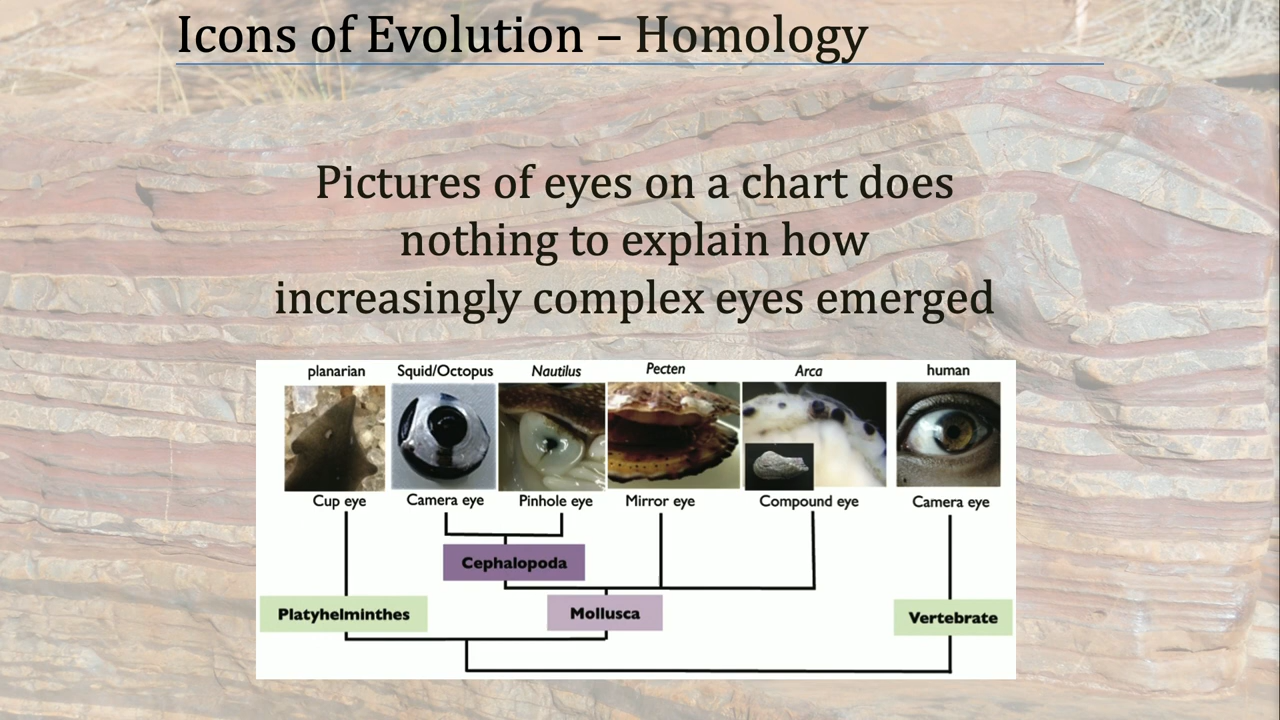 Icons of Evolution – Homology
Pictures of eyes on a chart does
nothing to explain how
increasingly complex eyes emerged
planarian Squid/Octopus Nautilus Pecten Arca human
Cup eye Camera eye Pinhole eye Mirror eye Compound eye Camera eye
Cephalopoda
Platyhelminthes Mollusca Vertebrate